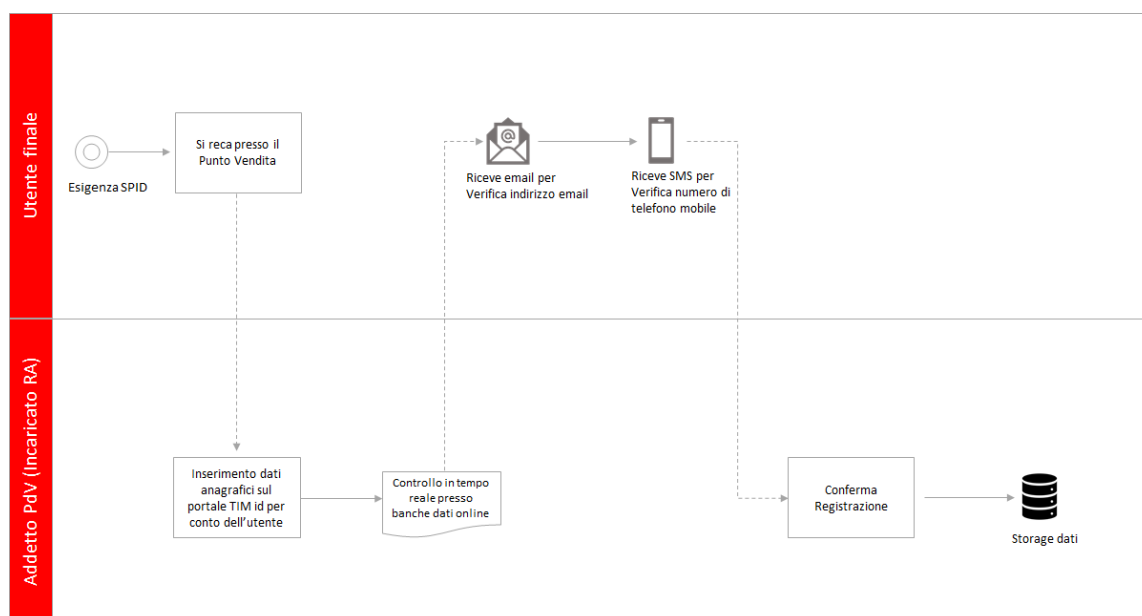 Utente finale
Esigenza SPID
Si reca presso il
Punto Vendita
@
Riceve email per
Verifica indirizzo email
Riceve SMS per
Verifica numero di
telefono mobile
Addetto PdV (Incaricato RA)
Inserimento dati
anagrafici sul
portale TIM id per
conto dell'utente
Controllo in tempo
reale presso
banche dati online
Conferma
Registrazione
Storage dati